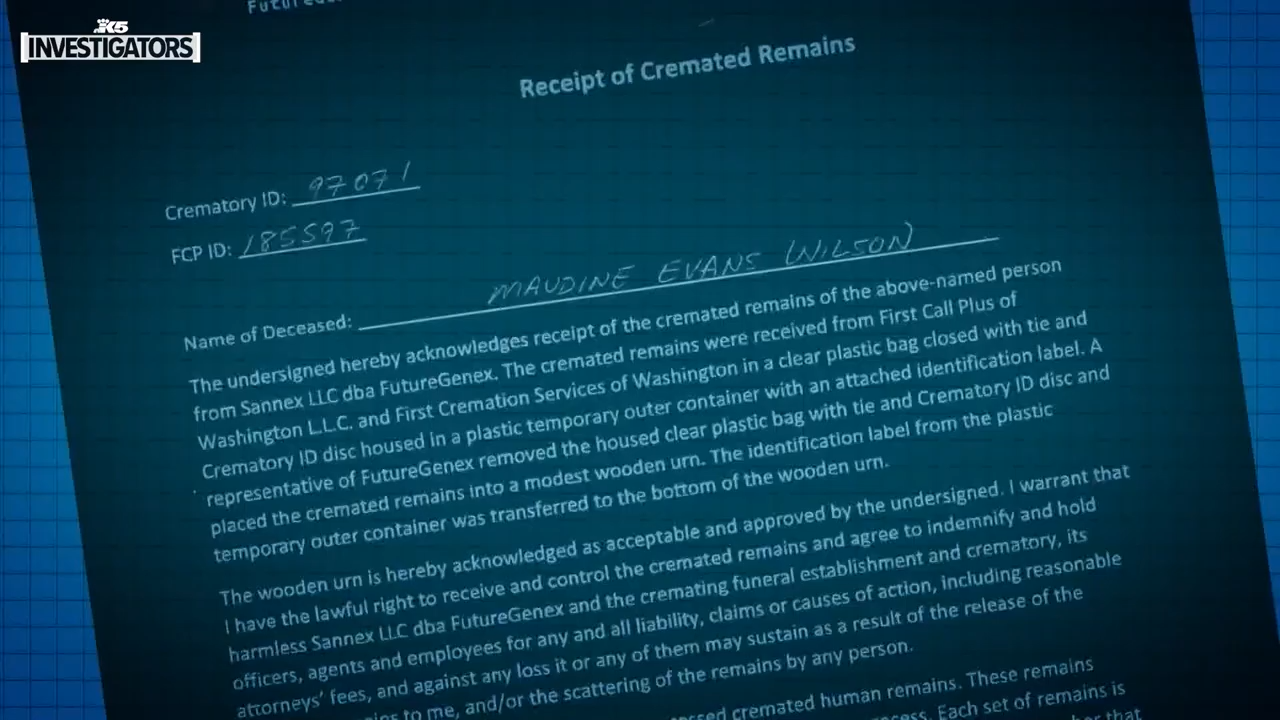 K5
INVESTIGATORS
Receipt of Cremated Remains
Crematory ID: 97071
FCP ID: 185597
Name of Deceased: MAUDINE EVANS WILSON
The undersigned hereby acknowledges receipt of the cremated remains of the above-named person
from Sannex LLC dba FutureGenex. The cremated remains were received from First Call Plus of
Washington L.L.C. and First Cremation Services of Washington in a clear plastic bag closed with tie and
Crematory ID disc housed in a plastic temporary outer container with an attached identification label. A
representative of FutureGenex removed the housed clear plastic bag with tie and Crematory ID disc and
placed the cremated remains into a modest wooden urn. The identification label from the plastic
temporary outer container was transferred to the bottom of the wooden urn.
The wooden urn is hereby acknowledged as acceptable and approved by the undersigned. I warrant that
I have the lawful right to receive and control the cremated remains and agree to indemnify and hold
harmless Sannex LLC dba FutureGenex and the cremating funeral establishment and crematory, its
officers, agents and employees for any and all liability, claims or causes of action, including reasonable
attorneys' fees, and against any loss it or any of them may sustain as a result of the release of the
to me, and/or the scattering of the remains by any person.
cremated human remains. These remains
Each set of remains is
that